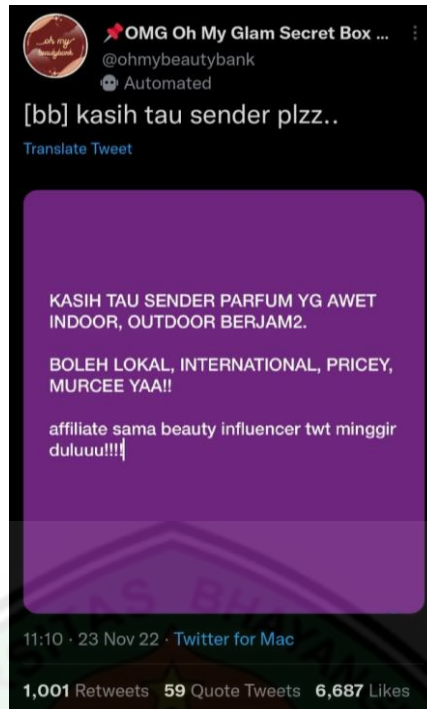 oh my
beautybank
📌OMG Oh My Glam Secret Box ...
@ohmybeautybank
Automated
[bb] kasih tau sender plzz..
Translate Tweet
KASIH TAU SENDER PARFUM YG AWET
INDOOR, OUTDOOR BERJAM2.
BOLEH LOKAL, INTERNATIONAL, PRICEY,
MURCEE YAA!!
affiliate sama beauty influencer twt minggir
duluuu!!!!
11:10 · 23 Nov 22 · Twitter for Mac
1,001 Retweets 59 Quote Tweets 6,687 Likes